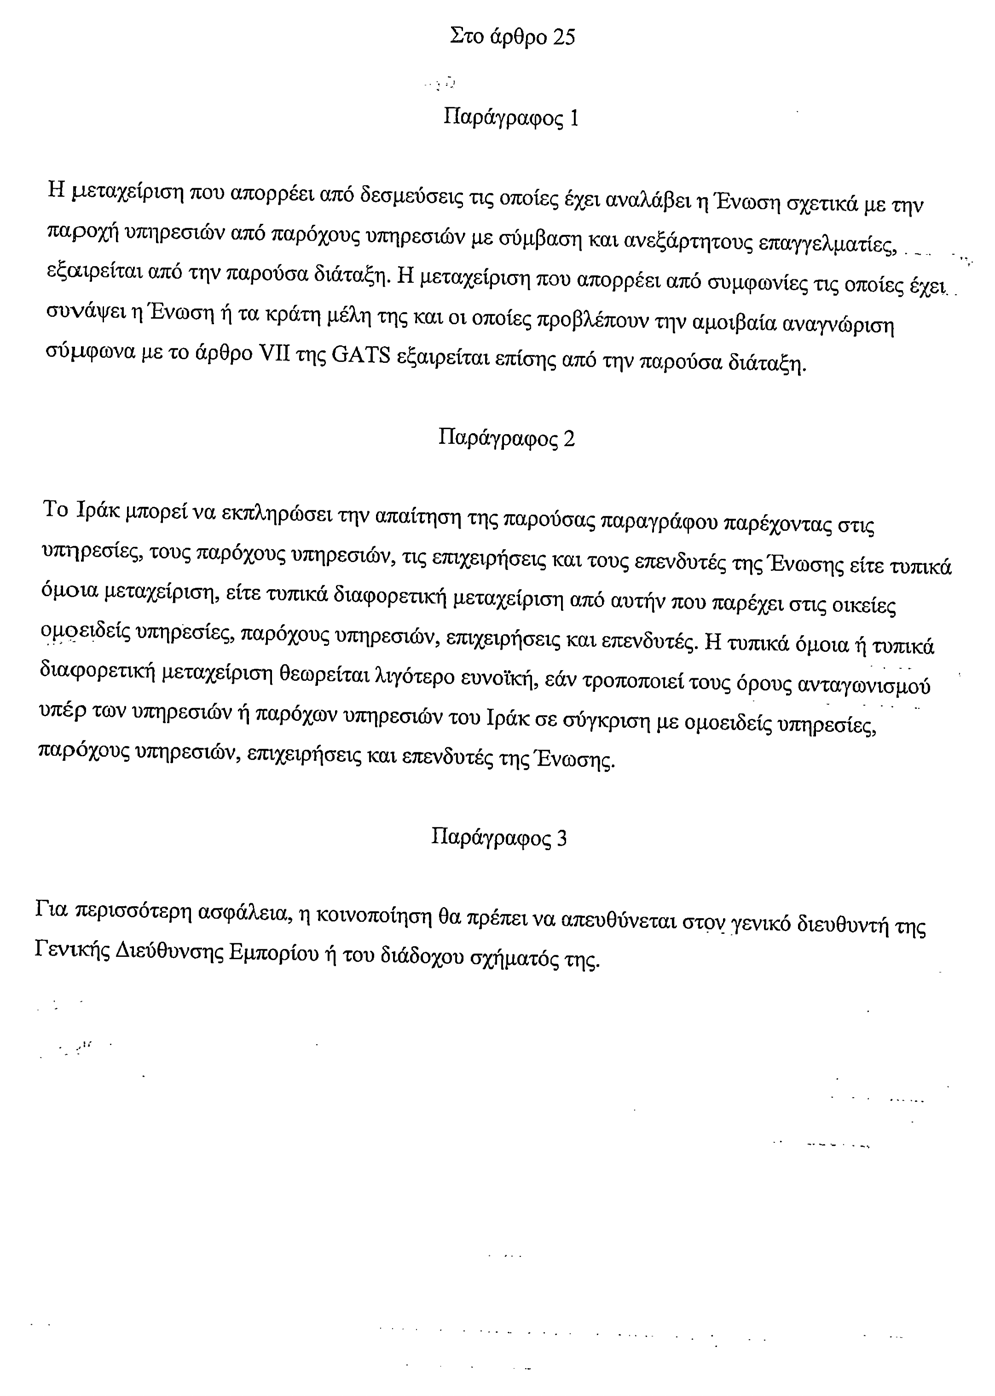 Στο άρθρο 25
Παράγραφος 1
Η μεταχείριση που απορρέει από δεσμεύσεις τις οποίες έχει αναλάβει η Ένωση σχετικά με την
παροχή υπηρεσιών από παρόχους υπηρεσιών με σύμβαση και ανεξάρτητους επαγγελματίες,
εξαιρείται από την παρούσα διάταξη. Η μεταχείριση που απορρέει από συμφωνίες τις οποίες έχει
συνάψει η Ένωση ή τα κράτη μέλη της και οι οποίες προβλέπουν την αμοιβαία αναγνώριση
σύμφωνα με το άρθρο VII της GATS εξαιρείται επίσης από την παρούσα διάταξη.
Παράγραφος 2
Το Ιράκ μπορεί να εκπληρώσει την απαίτηση της παρούσας παραγράφου παρέχοντας στις
υπηρεσίες, τους παρόχους υπηρεσιών, τις επιχειρήσεις και τους επενδυτές της Ένωσης είτε τυπικά
όμοια μεταχείριση, είτε τυπικά διαφορετική μεταχείριση από αυτήν που παρέχει στις οικείες
ομοειδείς υπηρεσίες, παρόχους υπηρεσιών, επιχειρήσεις και επενδυτές. Η τυπικά όμοια ή τυπικά
διαφορετική μεταχείριση θεωρείται λιγότερο ευνοϊκή, εάν τροποποιεί τους όρους ανταγωνισμού
υπέρ των υπηρεσιών ή παρόχων υπηρεσιών του Ιράκ σε σύγκριση με ομοειδείς υπηρεσίες,
παρόχους υπηρεσιών, επιχειρήσεις και επενδυτές της Ένωσης.
Παράγραφος 3
Για περισσότερη ασφάλεια, η κοινοποίηση θα πρέπει να απευθύνεται στον γενικό διευθυντή της
Γενικής Διεύθυνσης Εμπορίου ή του διάδοχου σχήματός της.